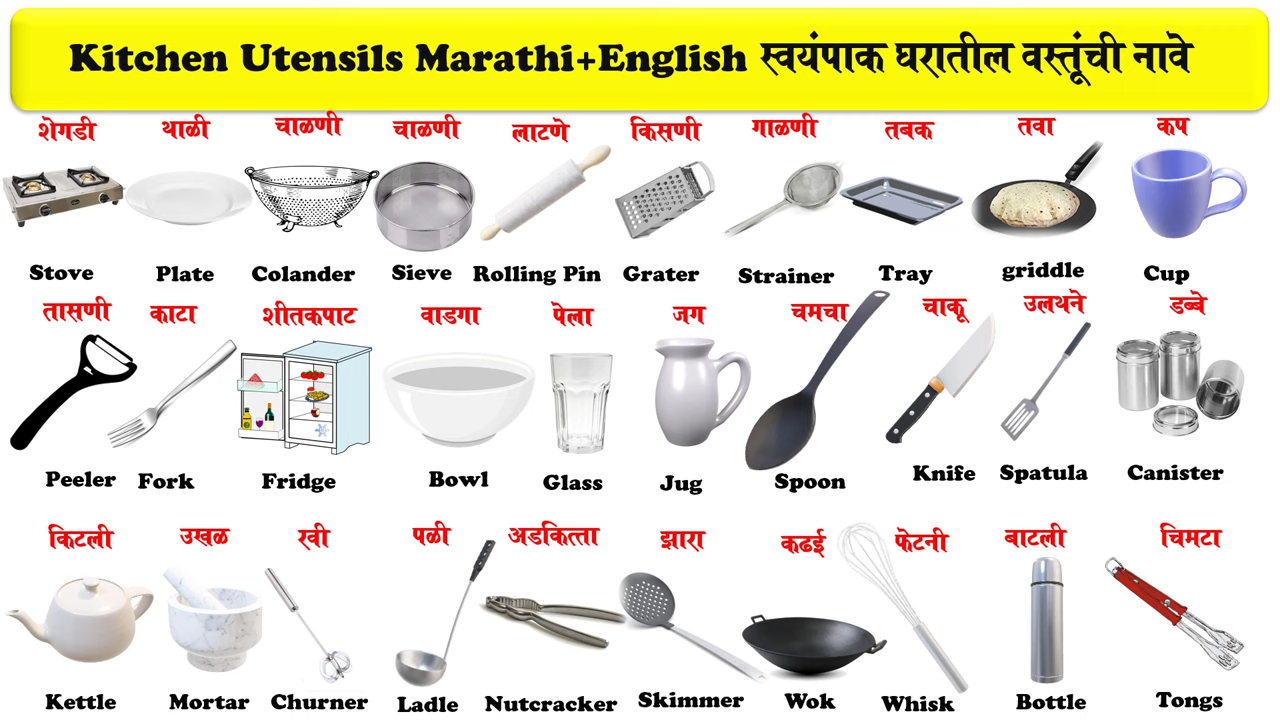 Kitchen Utensils Marathi+English स्वयंपाक घरातील वस्तूंची नावे
शेगडी थाळी चाळणी चाळणी लाटणे किसणी गाळणी तबक तवा कप
Stove Plate Colander Sieve Rolling Pin Grater Strainer Tray griddle Cup
तासणी काटा शीतकपाट वाडगा पेला जग चमचा चाकू उलथने डब्बे
Peeler Fork Fridge Bowl Glass Jug Spoon Knife Spatula Canister
किटली उखळ रवी पळी अडकित्ता झारा कढई फेटनी बाटली चिमटा
Kettle Mortar Churner Ladle Nutcracker Skimmer Wok Whisk Bottle Tongs